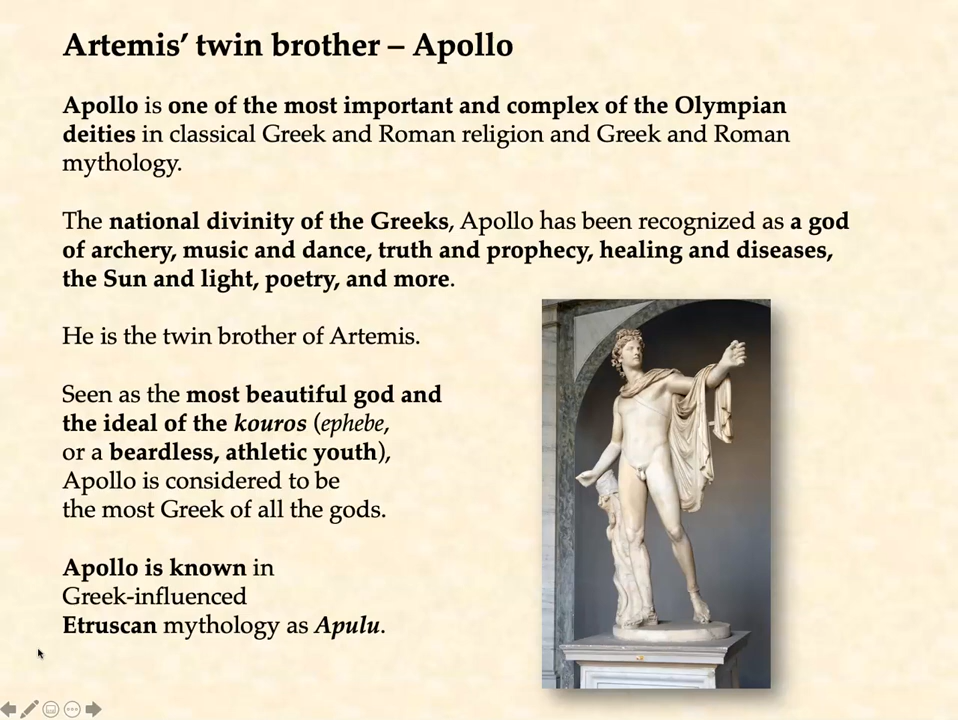 Artemis’ twin brother – Apollo
Apollo is one of the most important and complex of the Olympian
deities in classical Greek and Roman religion and Greek and Roman
mythology.
The national divinity of the Greeks, Apollo has been recognized as a god
of archery, music and dance, truth and prophecy, healing and diseases,
the Sun and light, poetry, and more.
He is the twin brother of Artemis.
Seen as the most beautiful god and
the ideal of the kouros (ephebe,
or a beardless, athletic youth),
Apollo is considered to be
the most Greek of all the gods.
Apollo is known in
Greek-influenced
Etruscan mythology as Apulu.